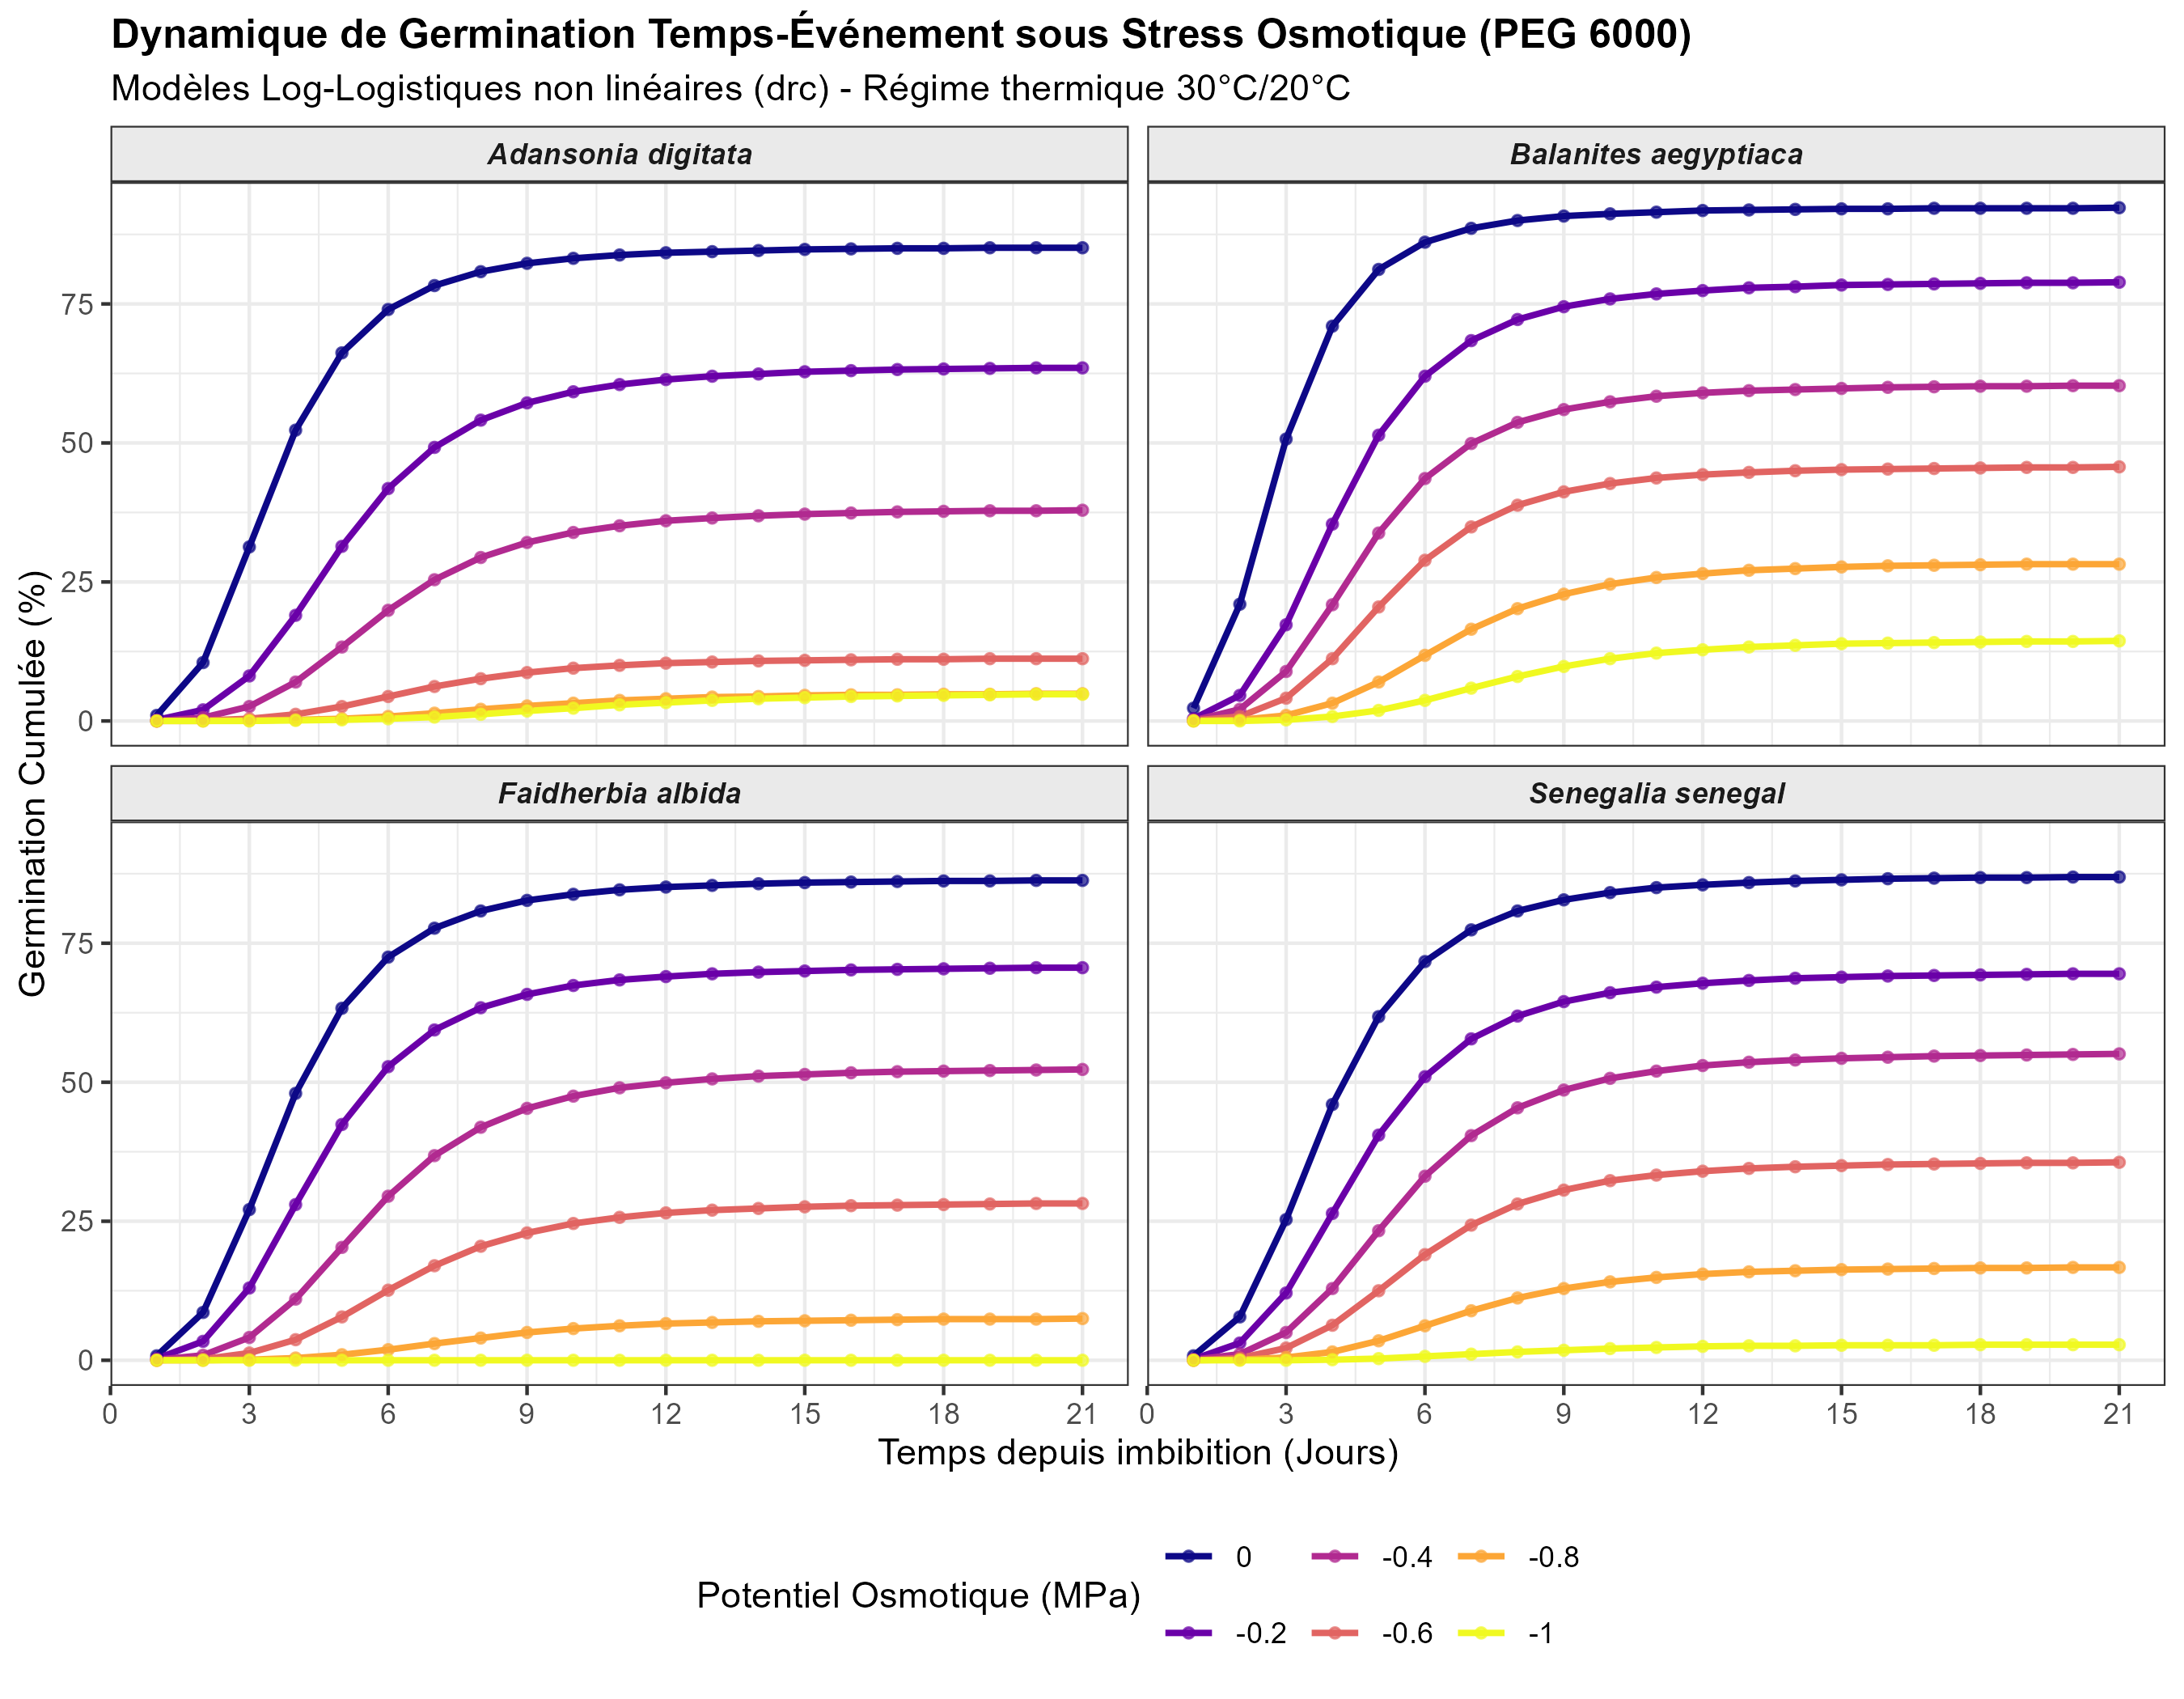 Dynamique de Germination Temps-Événement sous Stress Osmotique (PEG 6000)
Modèles Log-Logistiques non linéaires (drc) - Régime thermique 30°C/20°C
Adansonia digitata
Balanites aegyptiaca
75
50
25
0
Germination Cumulée (%)
Faidherbia albida
Senegalia senegal
75
50
25
0
0 3 6 9 12 15 18 21
0 3 6 9 12 15 18 21
Temps depuis imbibition (Jours)
Potentiel Osmotique (MPa)
0 -0.4 -0.8
-0.2 -0.6 -1